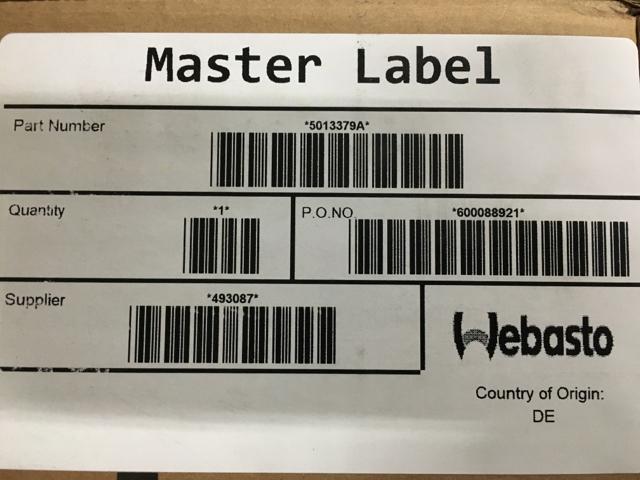 Master Label
Part Number
*5013379A*
Quantity
*1*
P.O.NO
*600088921*
Supplier
*493087*
Webasto
Country of Origin:
DE